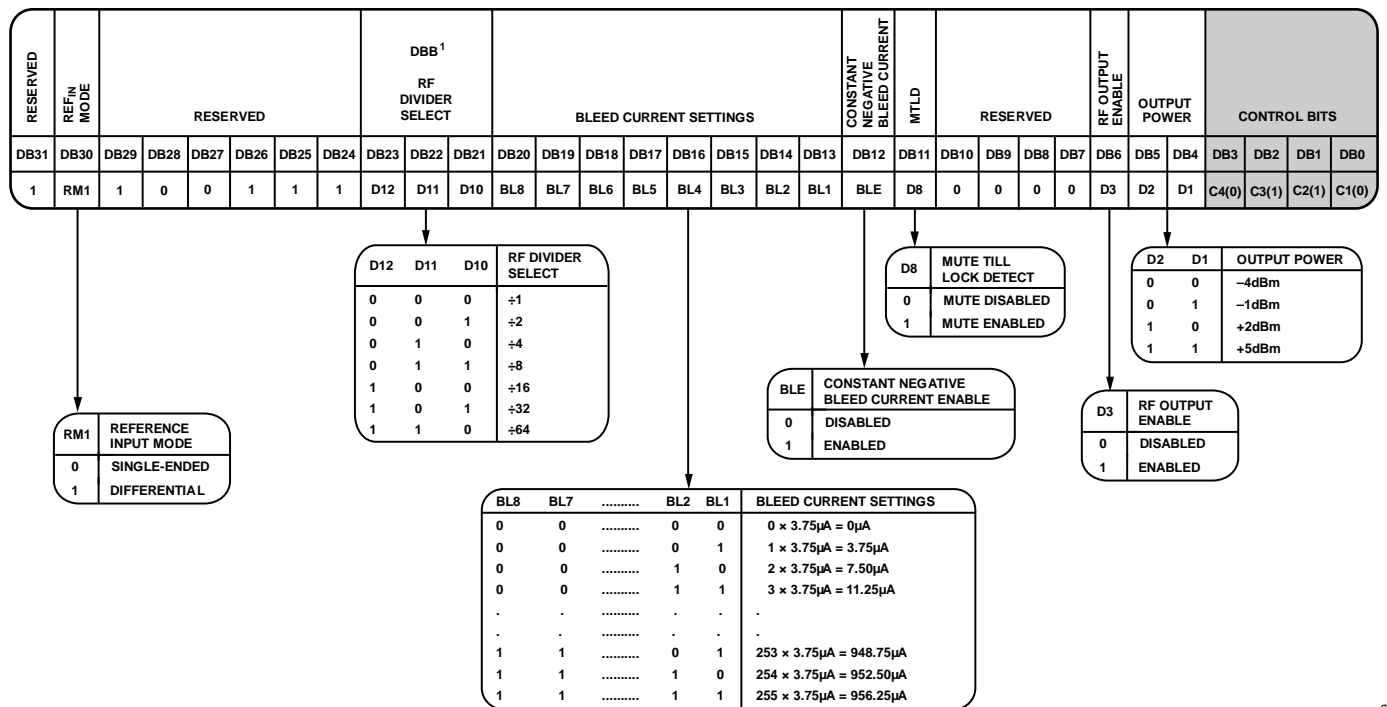 RESERVED
REFIN MODE
RESERVED
DBB1
RF DIVIDER SELECT
BLEED CURRENT SETTINGS
CONSTANT NEGATIVE BLEED CURRENT
MTLD
RESERVED
RF OUTPUT ENABLE
OUTPUT POWER
CONTROL BITS
DB31 DB30 DB29 DB28 DB27 DB26 DB25 DB24 DB23 DB22 DB21 DB20 DB19 DB18 DB17 DB16 DB15 DB14 DB13 DB12 DB11 DB10 DB9 DB8 DB7 DB6 DB5 DB4 DB3 DB2 DB1 DB0
1 RM1 1 0 0 1 1 1 D12 D11 D10 BL8 BL7 BL6 BL5 BL4 BL3 BL2 BL1 BLE D8 0 0 0 0 D3 D2 D1 C4(0) C3(1) C2(1) C1(0)
RM1 REFERENCE INPUT MODE
0 SINGLE-ENDED
1 DIFFERENTIAL
D12 D11 D10 RF DIVIDER SELECT
0 0 0 ÷1
0 0 1 ÷2
0 1 0 ÷4
0 1 1 ÷8
1 0 0 ÷16
1 0 1 ÷32
1 1 0 ÷64
BL8 BL7 .......... BL2 BL1 BLEED CURRENT SETTINGS
0 0 .......... 0 0 0 × 3.75µA = 0µA
0 0 .......... 0 1 1 × 3.75µA = 3.75µA
0 0 .......... 1 0 2 × 3.75µA = 7.50µA
0 0 .......... 1 1 3 × 3.75µA = 11.25µA
. . .......... . . .
. . .......... . . .
1 1 .......... 0 1 253 × 3.75µA = 948.75µA
1 1 .......... 1 0 254 × 3.75µA = 952.50µA
1 1 .......... 1 1 255 × 3.75µA = 956.25µA
BLE CONSTANT NEGATIVE BLEED CURRENT ENABLE
0 DISABLED
1 ENABLED
D8 MUTE TILL LOCK DETECT
0 MUTE DISABLED
1 MUTE ENABLED
D3 RF OUTPUT ENABLE
0 DISABLED
1 ENABLED
D2 D1 OUTPUT POWER
0 0 –4dBm
0 1 –1dBm
1 0 +2dBm
1 1 +5dBm